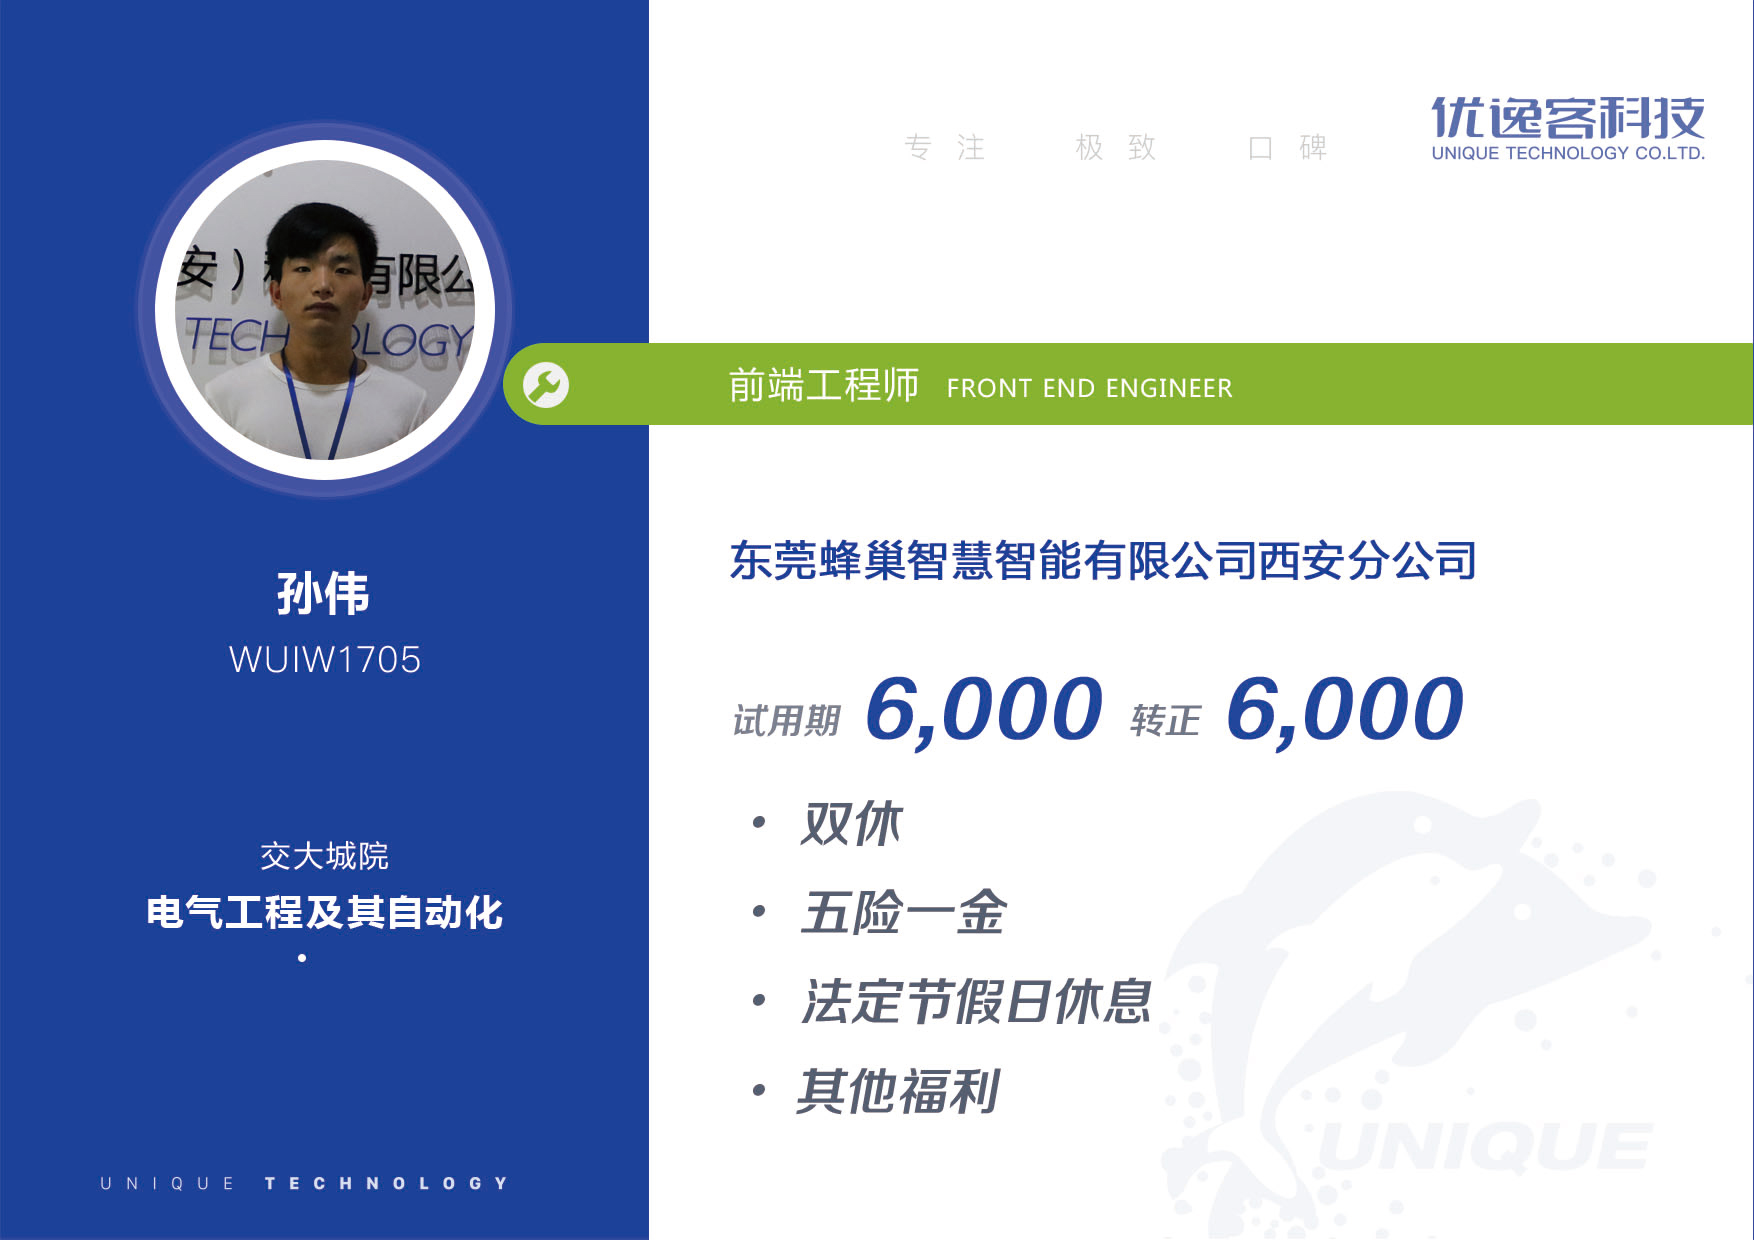 优逸客科技
UNIQUE TECHNOLOGY CO.LTD.
专注 极致 口碑
安）  有限公
TECH OLOGY
前端工程师 FRONT END ENGINEER
孙伟
WUIW1705
交大城院
电气工程及其自动化
UNIQUE TECHNOLOGY
东莞蜂巢智慧智能有限公司西安分公司
试用期 6,000 转正 6,000
• 双休
• 五险一金
• 法定节假日休息
• 其他福利
UNIQUE